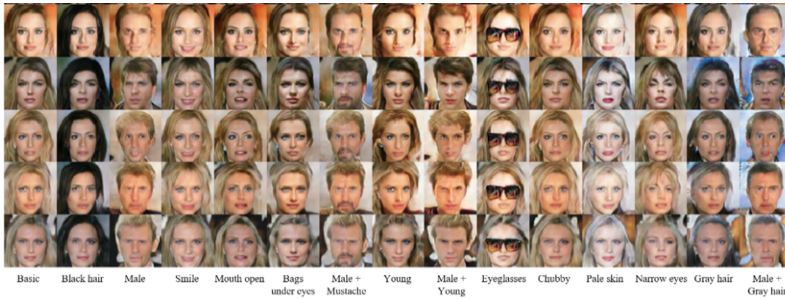 Basic Black hair Male Smile Mouth open Bags Male + Young Male + Eyeglasses Chubby Pale skin Narrow eyes Gray hair Male +
under eyes Mustache Young Gray hair